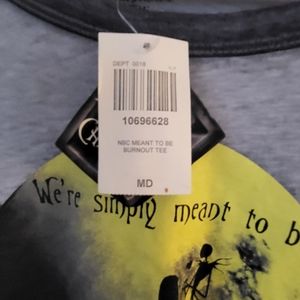 DEPT 0018
10696628
NBC MEANT TO BE
BURNOUT TEE
MD
We're simply meant to b